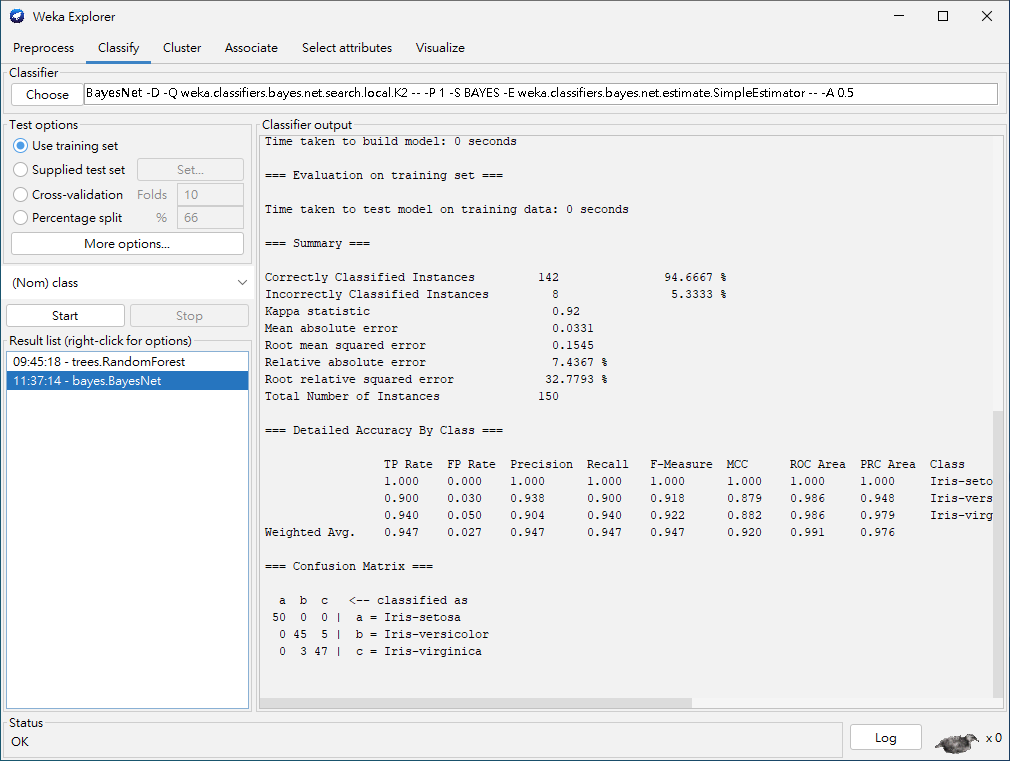 Weka Explorer
Preprocess Classify Cluster Associate Select attributes Visualize
Classifier
Choose BayesNet -D -Q weka.classifiers.bayes.net.search.local.K2 -- -P 1 -S BAYES -E weka.classifiers.bayes.net.estimate.SimpleEstimator -- -A 0.5
Test options
Use training set
Supplied test set Set...
Cross-validation Folds 10
Percentage split % 66
More options...
(Nom) class
Start Stop
Result list (right-click for options)
09:45:18 - trees.RandomForest
11:37:14 - bayes.BayesNet
Classifier output
Time taken to build model: 0 seconds
=== Evaluation on training set ===
Time taken to test model on training data: 0 seconds
=== Summary ===
Correctly Classified Instances 142 94.6667 %
Incorrectly Classified Instances 8 5.3333 %
Kappa statistic 0.92
Mean absolute error 0.0331
Root mean squared error 0.1545
Relative absolute error 7.4367 %
Root relative squared error 32.7793 %
Total Number of Instances 150
=== Detailed Accuracy By Class ===
TP Rate FP Rate Precision Recall F-Measure MCC ROC Area PRC Area Class
1.000 0.000 1.000 1.000 1.000 1.000 1.000 1.000 Iris-seto
0.900 0.030 0.938 0.900 0.918 0.879 0.986 0.948 Iris-vers
0.940 0.050 0.904 0.940 0.922 0.882 0.986 0.979 Iris-virg
Weighted Avg. 0.947 0.027 0.947 0.947 0.947 0.920 0.991 0.976
=== Confusion Matrix ===
a b c <-- classified as
50 0 0 | a = Iris-setosa
0 45 5 | b = Iris-versicolor
0 3 47 | c = Iris-virginica
Status
OK
Log
x 0